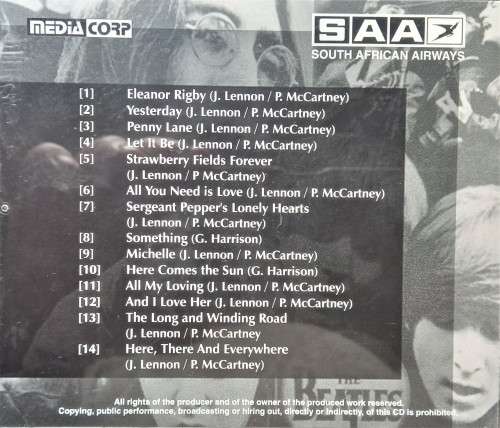 MEDIA CORP
SAA
SOUTH AFRICAN AIRWAYS
[1] Eleanor Rigby (J. Lennon / P. McCartney)
[2] Yesterday (J. Lennon / P. McCartney)
[3] Penny Lane (J. Lennon / P. McCartney)
[4] Let It Be (J. Lennon / P. McCartney)
[5] Strawberry Fields Forever
(J. Lennon / P McCartney)
[6] All You Need is Love (J. Lennon / P. McCartney)
[7] Sergeant Pepper's Lonely Hearts
(J. Lennon / P. McCartney)
[8] Something (G. Harrison)
[9] Michelle (J. Lennon / P. McCartney)
[10] Here Comes the Sun (G. Harrison)
[11] All My Loving (J. Lennon / P. McCartney)
[12] And I Love Her (J. Lennon / P. McCartney)
[13] The Long and Winding Road
(J. Lennon / P. McCartney
[14] Here, There And Everywhere
(J. Lennon / P. McCartney)
THE
BEATLES
All rights of the producer and of the owner of the produced work reserved.
Copying, public performance, broadcasting or hiring out, directly or Indirectly, of this CD is prohibited.